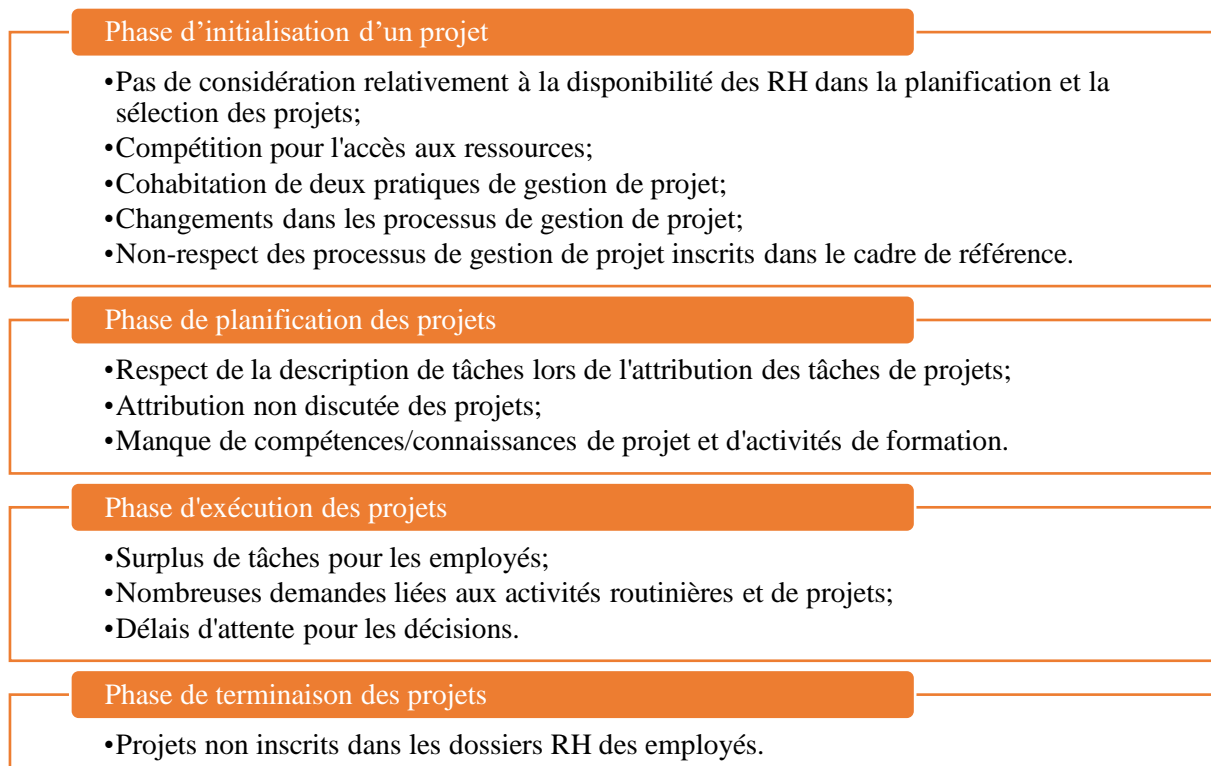 Phase d’initialisation d’un projet
•Pas de considération relativement à la disponibilité des RH dans la planification et la
sélection des projets;
•Compétition pour l'accès aux ressources;
•Cohabitation de deux pratiques de gestion de projet;
•Changements dans les processus de gestion de projet;
•Non-respect des processus de gestion de projet inscrits dans le cadre de référence.
Phase de planification des projets
•Respect de la description de tâches lors de l'attribution des tâches de projets;
•Attribution non discutée des projets;
•Manque de compétences/connaissances de projet et d'activités de formation.
Phase d'exécution des projets
•Surplus de tâches pour les employés;
•Nombreuses demandes liées aux activités routinières et de projets;
•Délais d'attente pour les décisions.
Phase de terminaison des projets
•Projets non inscrits dans les dossiers RH des employés.